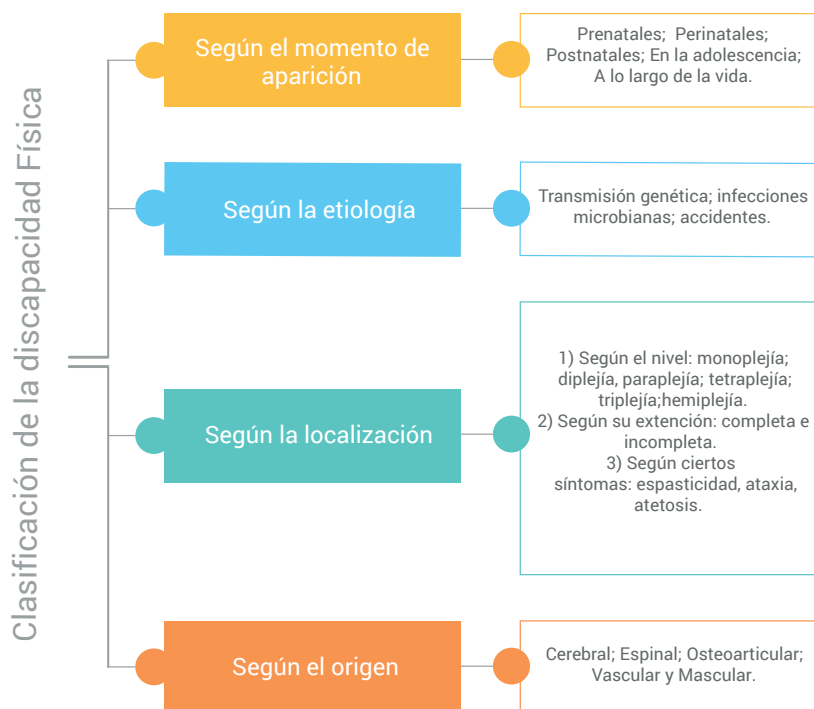 Clasificación de la discapacidad Física
Según el momento de
aparición
Prenatales; Perinatales;
Postnatales; En la adolescencia;
A lo largo de la vida.
Según la etiología
Transmisión genética; infecciones
microbianas; accidentes.
Según la localización
1) Según el nivel: monoplejía;
diplejía, paraplejía; tetraplejía;
triplejía;hemiplejía.
2) Según su extención: completa e
incompleta.
3) Según ciertos
síntomas: espasticidad, ataxia,
atetosis.
Según el origen
Cerebral; Espinal; Osteoarticular;
Vascular y Mascular.